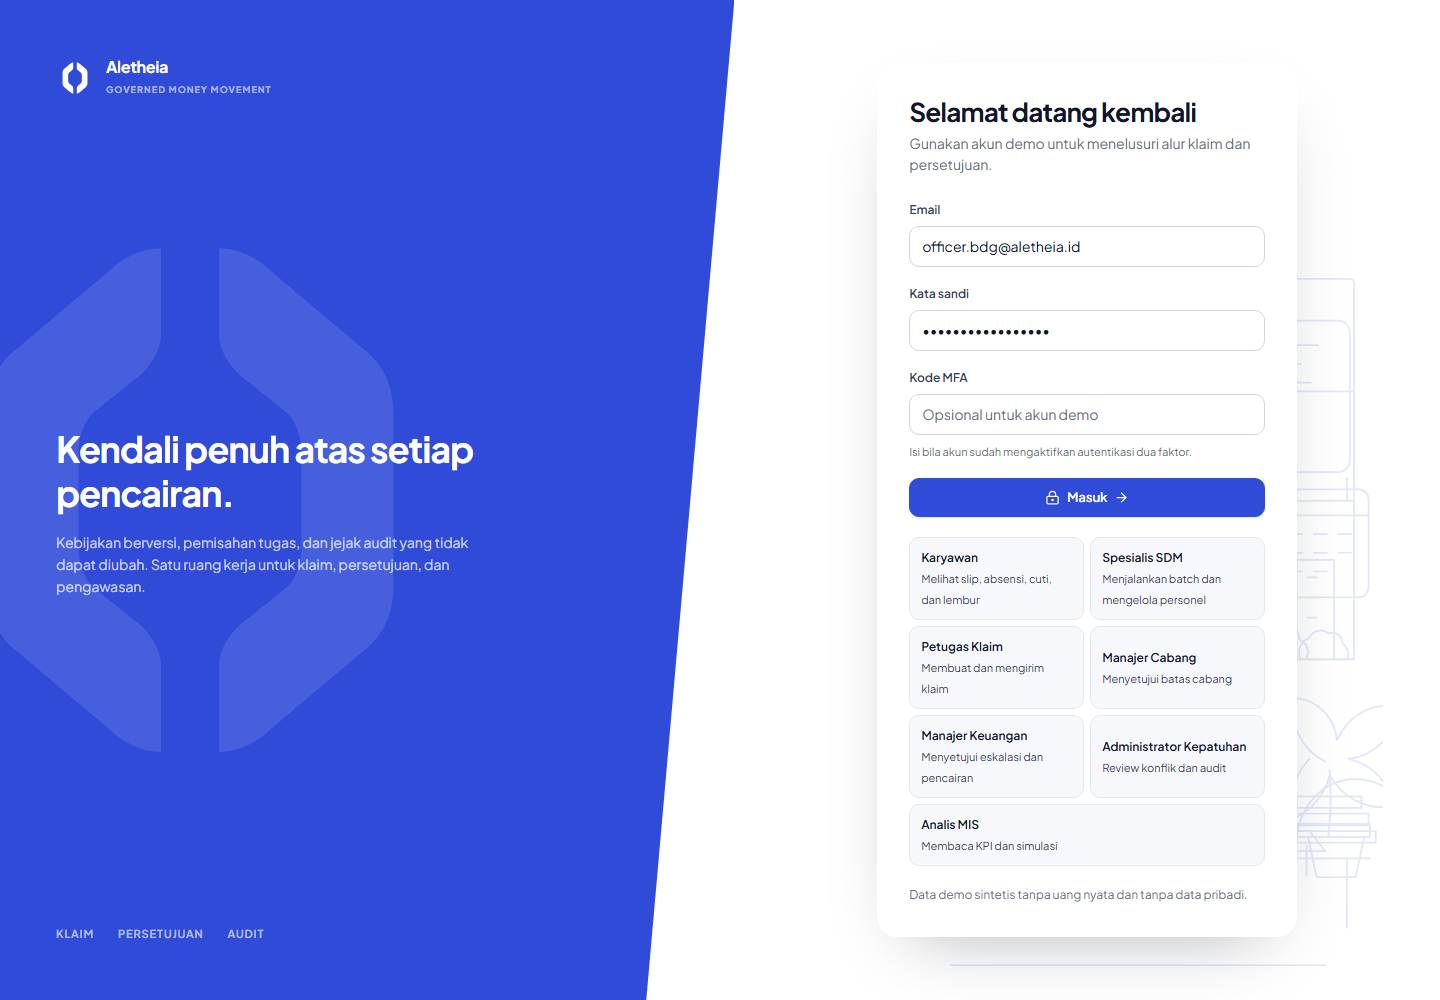 Aletheia
GOVERNED MONEY MOVEMENT
Kendali penuh atas setiap
pencairan.
Kebijakan berversi, pemisahan tugas, dan jejak audit yang tidak
dapat diubah. Satu ruang kerja untuk klaim, persetujuan, dan
pengawasan.
KLAIM PERSETUJUAN AUDIT
Selamat datang kembali
Gunakan akun demo untuk menelusuri alur klaim dan
persetujuan.
Email
officer.bdg@aletheia.id
Kata sandi
•••••••••••••••••
Kode MFA
Opsional untuk akun demo
Isi bila akun sudah mengaktifkan autentikasi dua faktor.
Masuk →
Karyawan
Melihat slip, absensi, cuti,
dan lembur
Spesialis SDM
Menjalankan batch dan
mengelola personel
Petugas Klaim
Membuat dan mengirim
klaim
Manajer Cabang
Menyetujui batas cabang
Manajer Keuangan
Menyetujui eskalasi dan
pencairan
Administrator Kepatuhan
Review konflik dan audit
Analis MIS
Membaca KPI dan simulasi
Data demo sintetis tanpa uang nyata dan tanpa data pribadi.